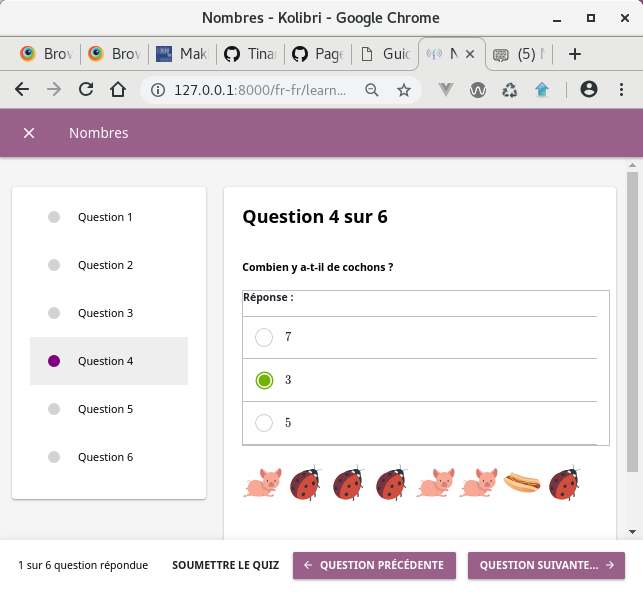 Nombres - Kolibri - Google Chrome
Brov
Brov
Mak
Tinar
Page
Guid
N
(5)
127.0.0.1:8000/fr-fr/learn...
Nombres
Question 1
Question 2
Question 3
Question 4
Question 5
Question 6
Question 4 sur 6
Combien y a-t-il de cochons ?
Réponse :
7
3
5
1 sur 6 question répondue
SOUMETTRE LE QUIZ
QUESTION PRÉCÉDENTE
QUESTION SUIVANTE...